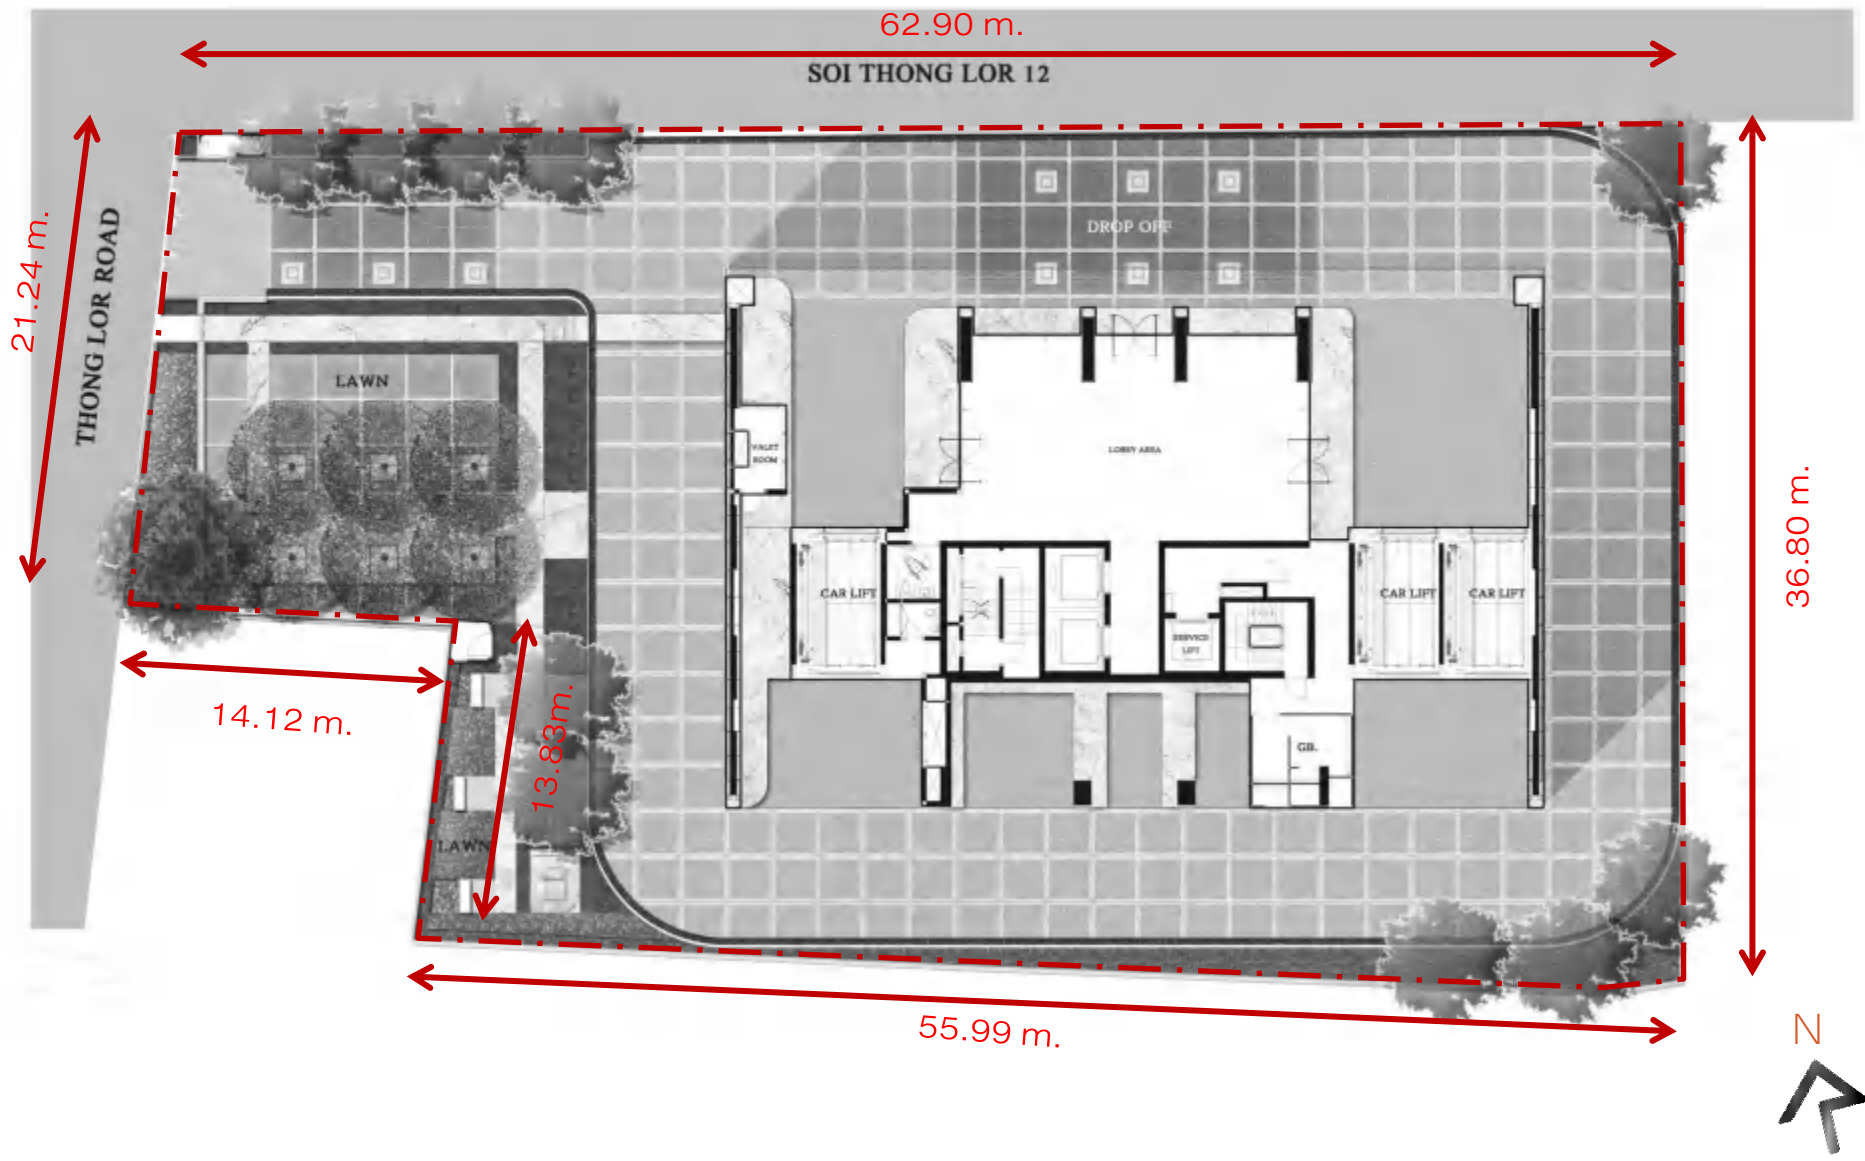 62.90 m.
SOI THONG LOR 12
21.24 m.
THONG LOR ROAD
DROP OFF
LAWN
VALET
ROOM
LOBBY AREA
CAR LIFT
CAR LIFT
CAR LIFT
SERVICE
LIFT
36.80 m.
14.12 m.
13.83m.
GB.
LAWN
55.99 m.
N